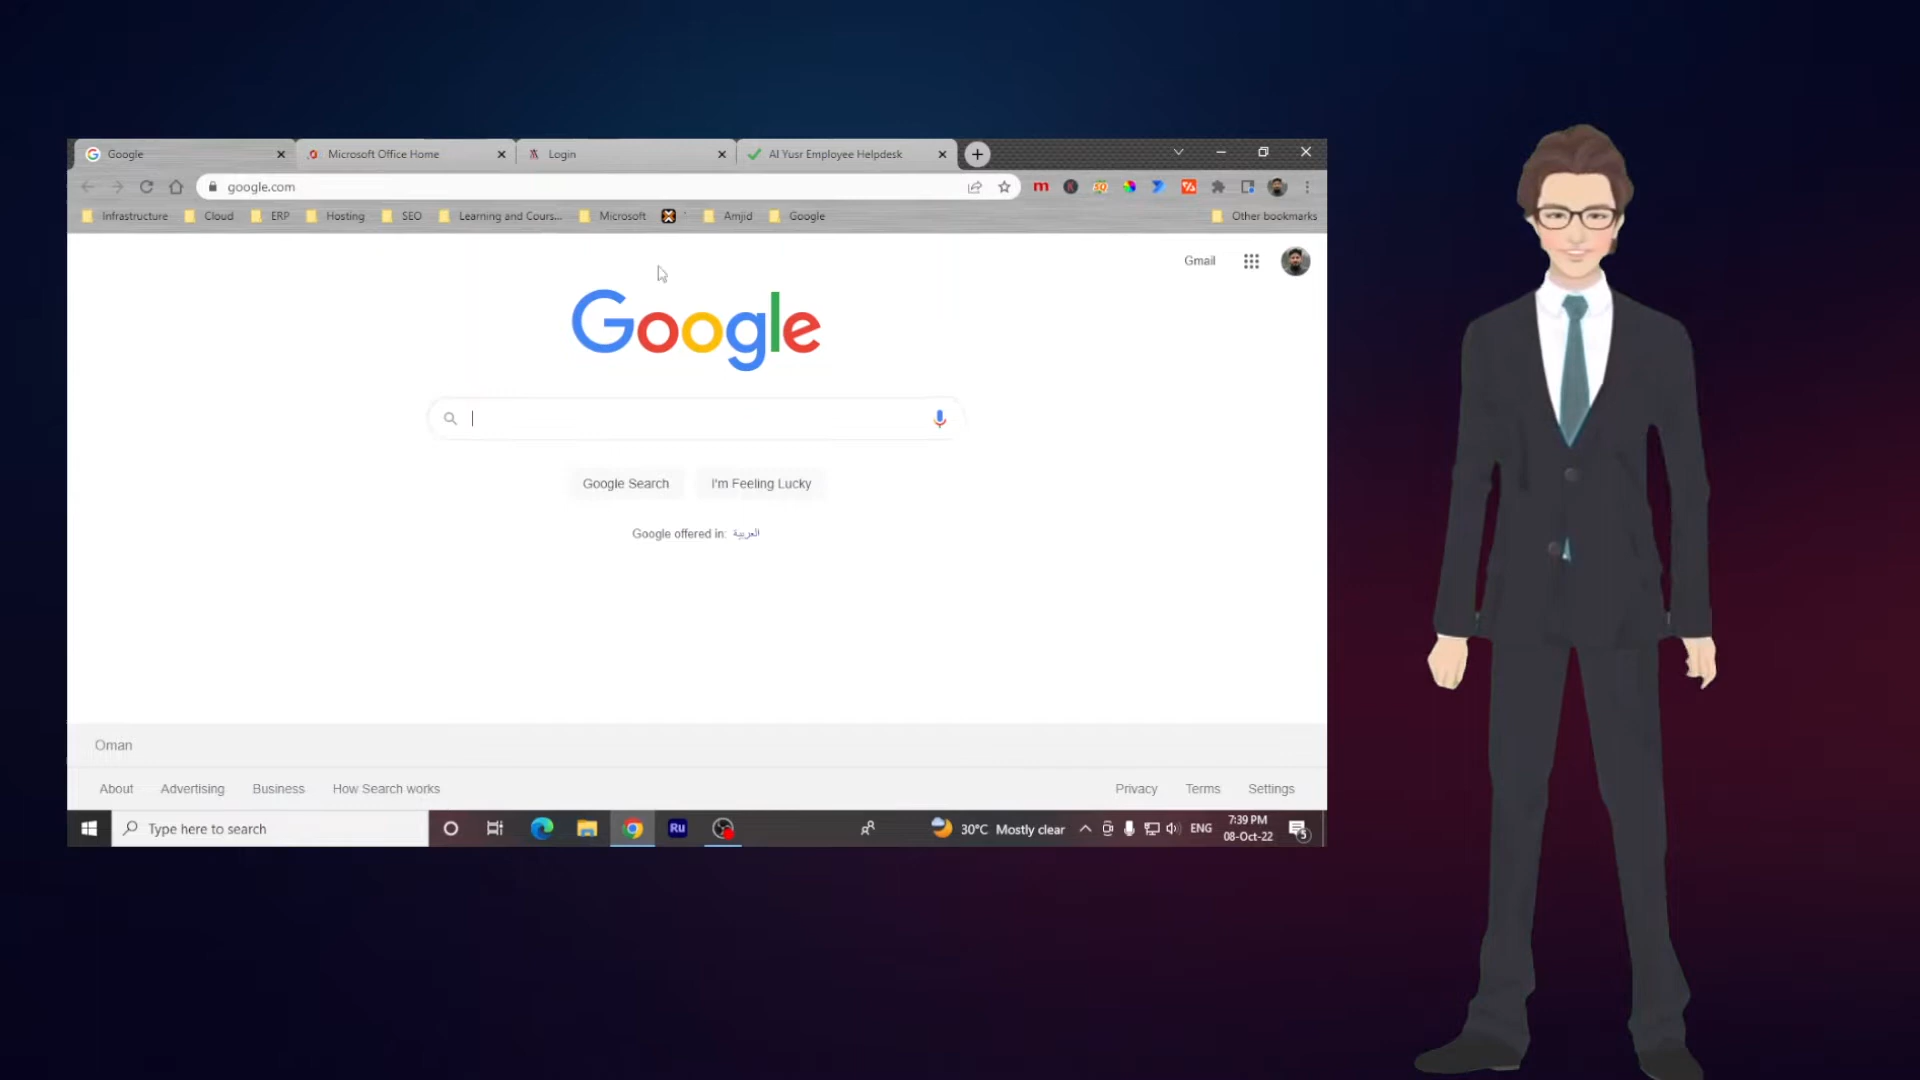 Google
Microsoft Office Home
Login
Al Yusr Employee Helpdesk
google.com
Infrastructure
Cloud
ERP
Hosting
SEO
Learning and Cours...
Microsoft
Amjid
Google
Other bookmarks
Gmail
Google
Google Search
I'm Feeling Lucky
Google offered in: العربية
Oman
About
Advertising
Business
How Search works
Privacy
Terms
Settings
Type here to search
Ru
30°C Mostly clear
ENG
7:39 PM
08-Oct-22
5